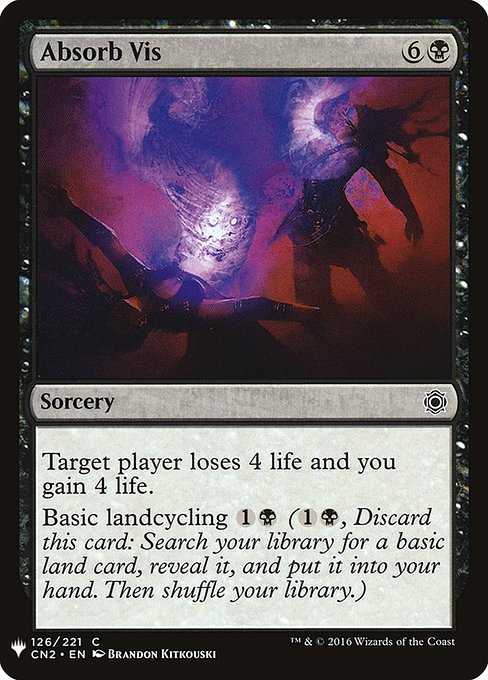 Absorb Vis 6
Sorcery
Target player loses 4 life and you
gain 4 life.
Basic landcycling 1 (1, Discard
this card: Search your library for a basic
land card, reveal it, and put it into your
hand. Then shuffle your library.)
126/221 C
CN2 • EN Brandon Kitkouski
™ & © 2016 Wizards of the Coast